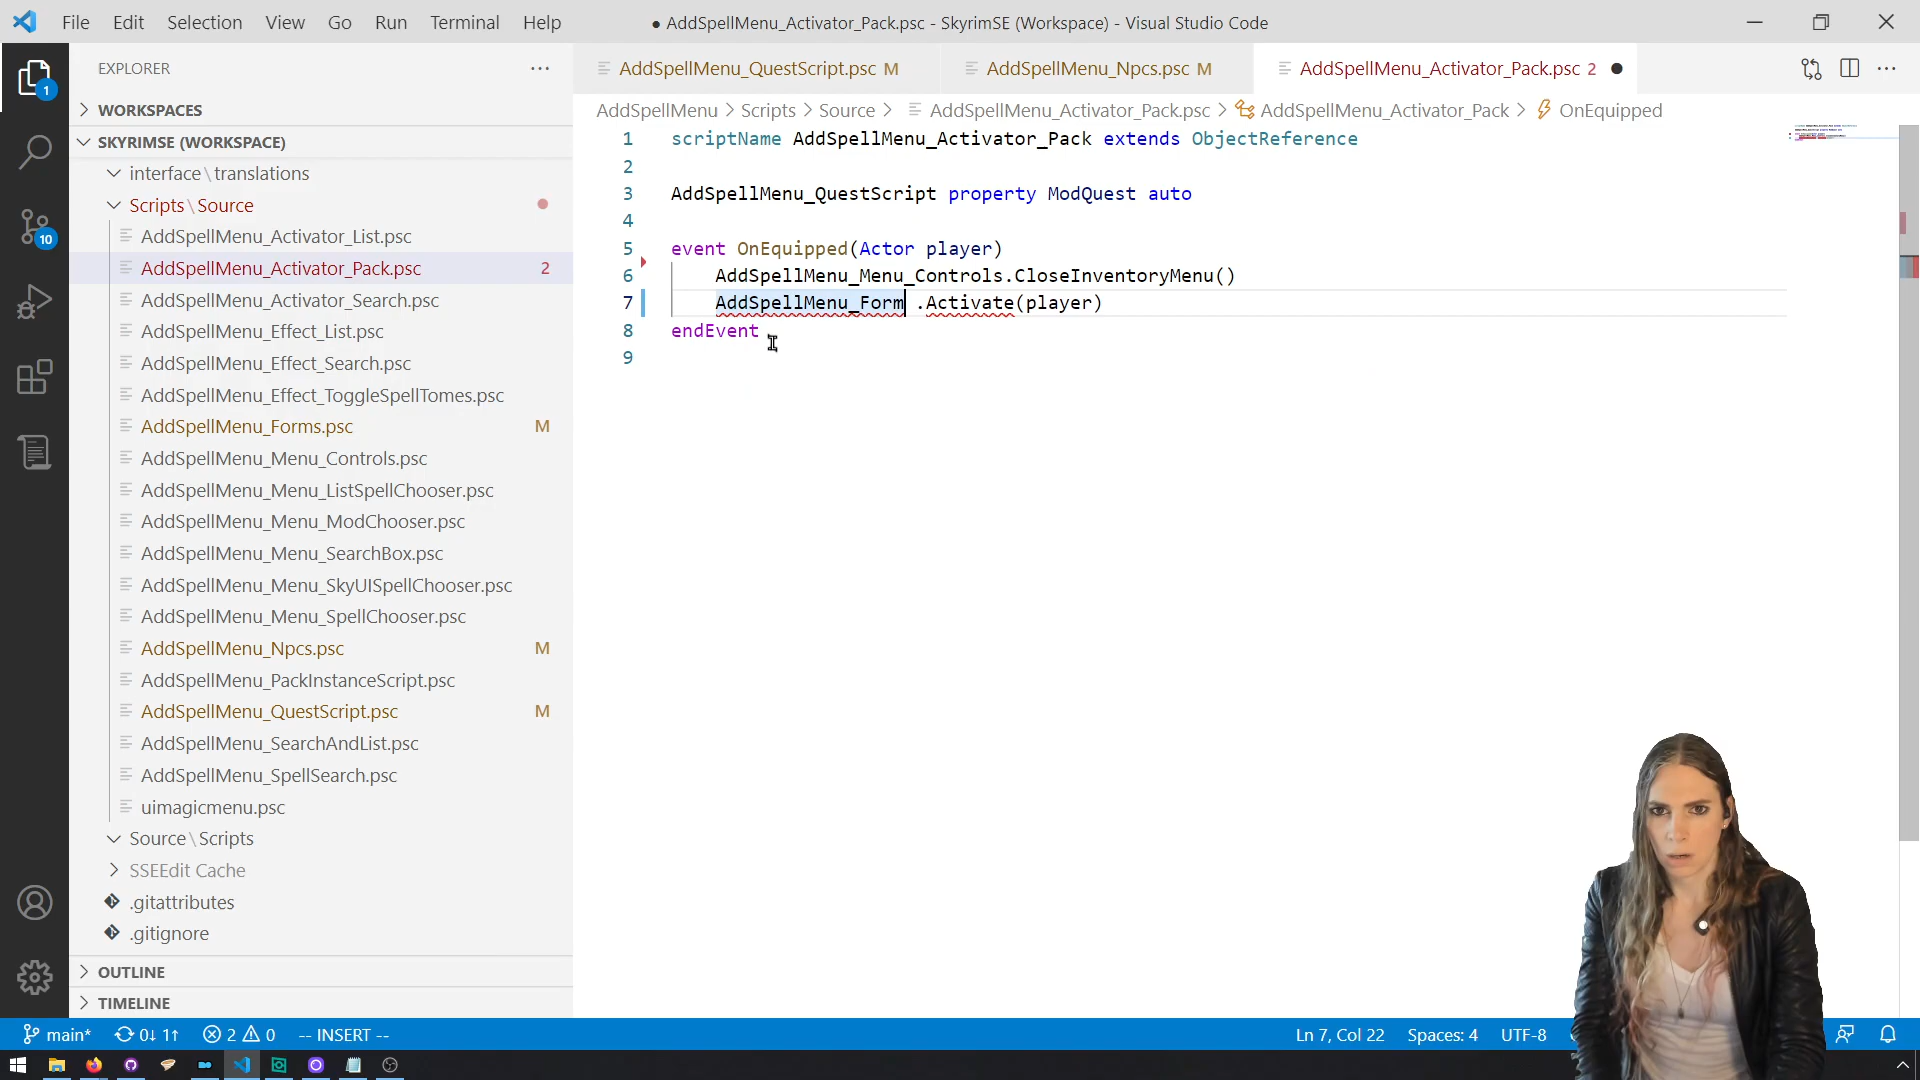 File Edit Selection View Go Run Terminal Help
● AddSpellMenu_Activator_Pack.psc - SkyrimSE (Workspace) - Visual Studio Code
EXPLORER
AddSpellMenu_QuestScript.psc M
AddSpellMenu_Npcs.psc M
AddSpellMenu_Activator_Pack.psc 2
AddSpellMenu > Scripts > Source > AddSpellMenu_Activator_Pack.psc > AddSpellMenu_Activator_Pack > OnEquipped
1
WORKSPACES
SKYRIMSE (WORKSPACE)
interface\translations
Scripts\Source
AddSpellMenu_Activator_List.psc
AddSpellMenu_Activator_Pack.psc 2
AddSpellMenu_Activator_Search.psc
AddSpellMenu_Effect_List.psc
AddSpellMenu_Effect_Search.psc
AddSpellMenu_Effect_ToggleSpellTomes.psc
AddSpellMenu_Forms.psc M
AddSpellMenu_Menu_Controls.psc
AddSpellMenu_Menu_ListSpellChooser.psc
AddSpellMenu_Menu_ModChooser.psc
AddSpellMenu_Menu_SearchBox.psc
AddSpellMenu_Menu_SkyUISpellChooser.psc
AddSpellMenu_Menu_SpellChooser.psc
AddSpellMenu_Npcs.psc M
AddSpellMenu_PackInstanceScript.psc
AddSpellMenu_QuestScript.psc M
AddSpellMenu_SearchAndList.psc
AddSpellMenu_SpellSearch.psc
uimagicmenu.psc
Source\Scripts
SSEEdit Cache
.gitattributes
.gitignore
OUTLINE
TIMELINE
10
1 scriptName AddSpellMenu_Activator_Pack extends ObjectReference
2
3 AddSpellMenu_QuestScript property ModQuest auto
4
5 event OnEquipped(Actor player)
6 AddSpellMenu_Menu_Controls.CloseInventoryMenu()
7 AddSpellMenu_Form .Activate(player)
8 endEvent
9
main* 0↓ 1↑ 2 0 -- INSERT --
Ln 7, Col 22 Spaces: 4 UTF-8